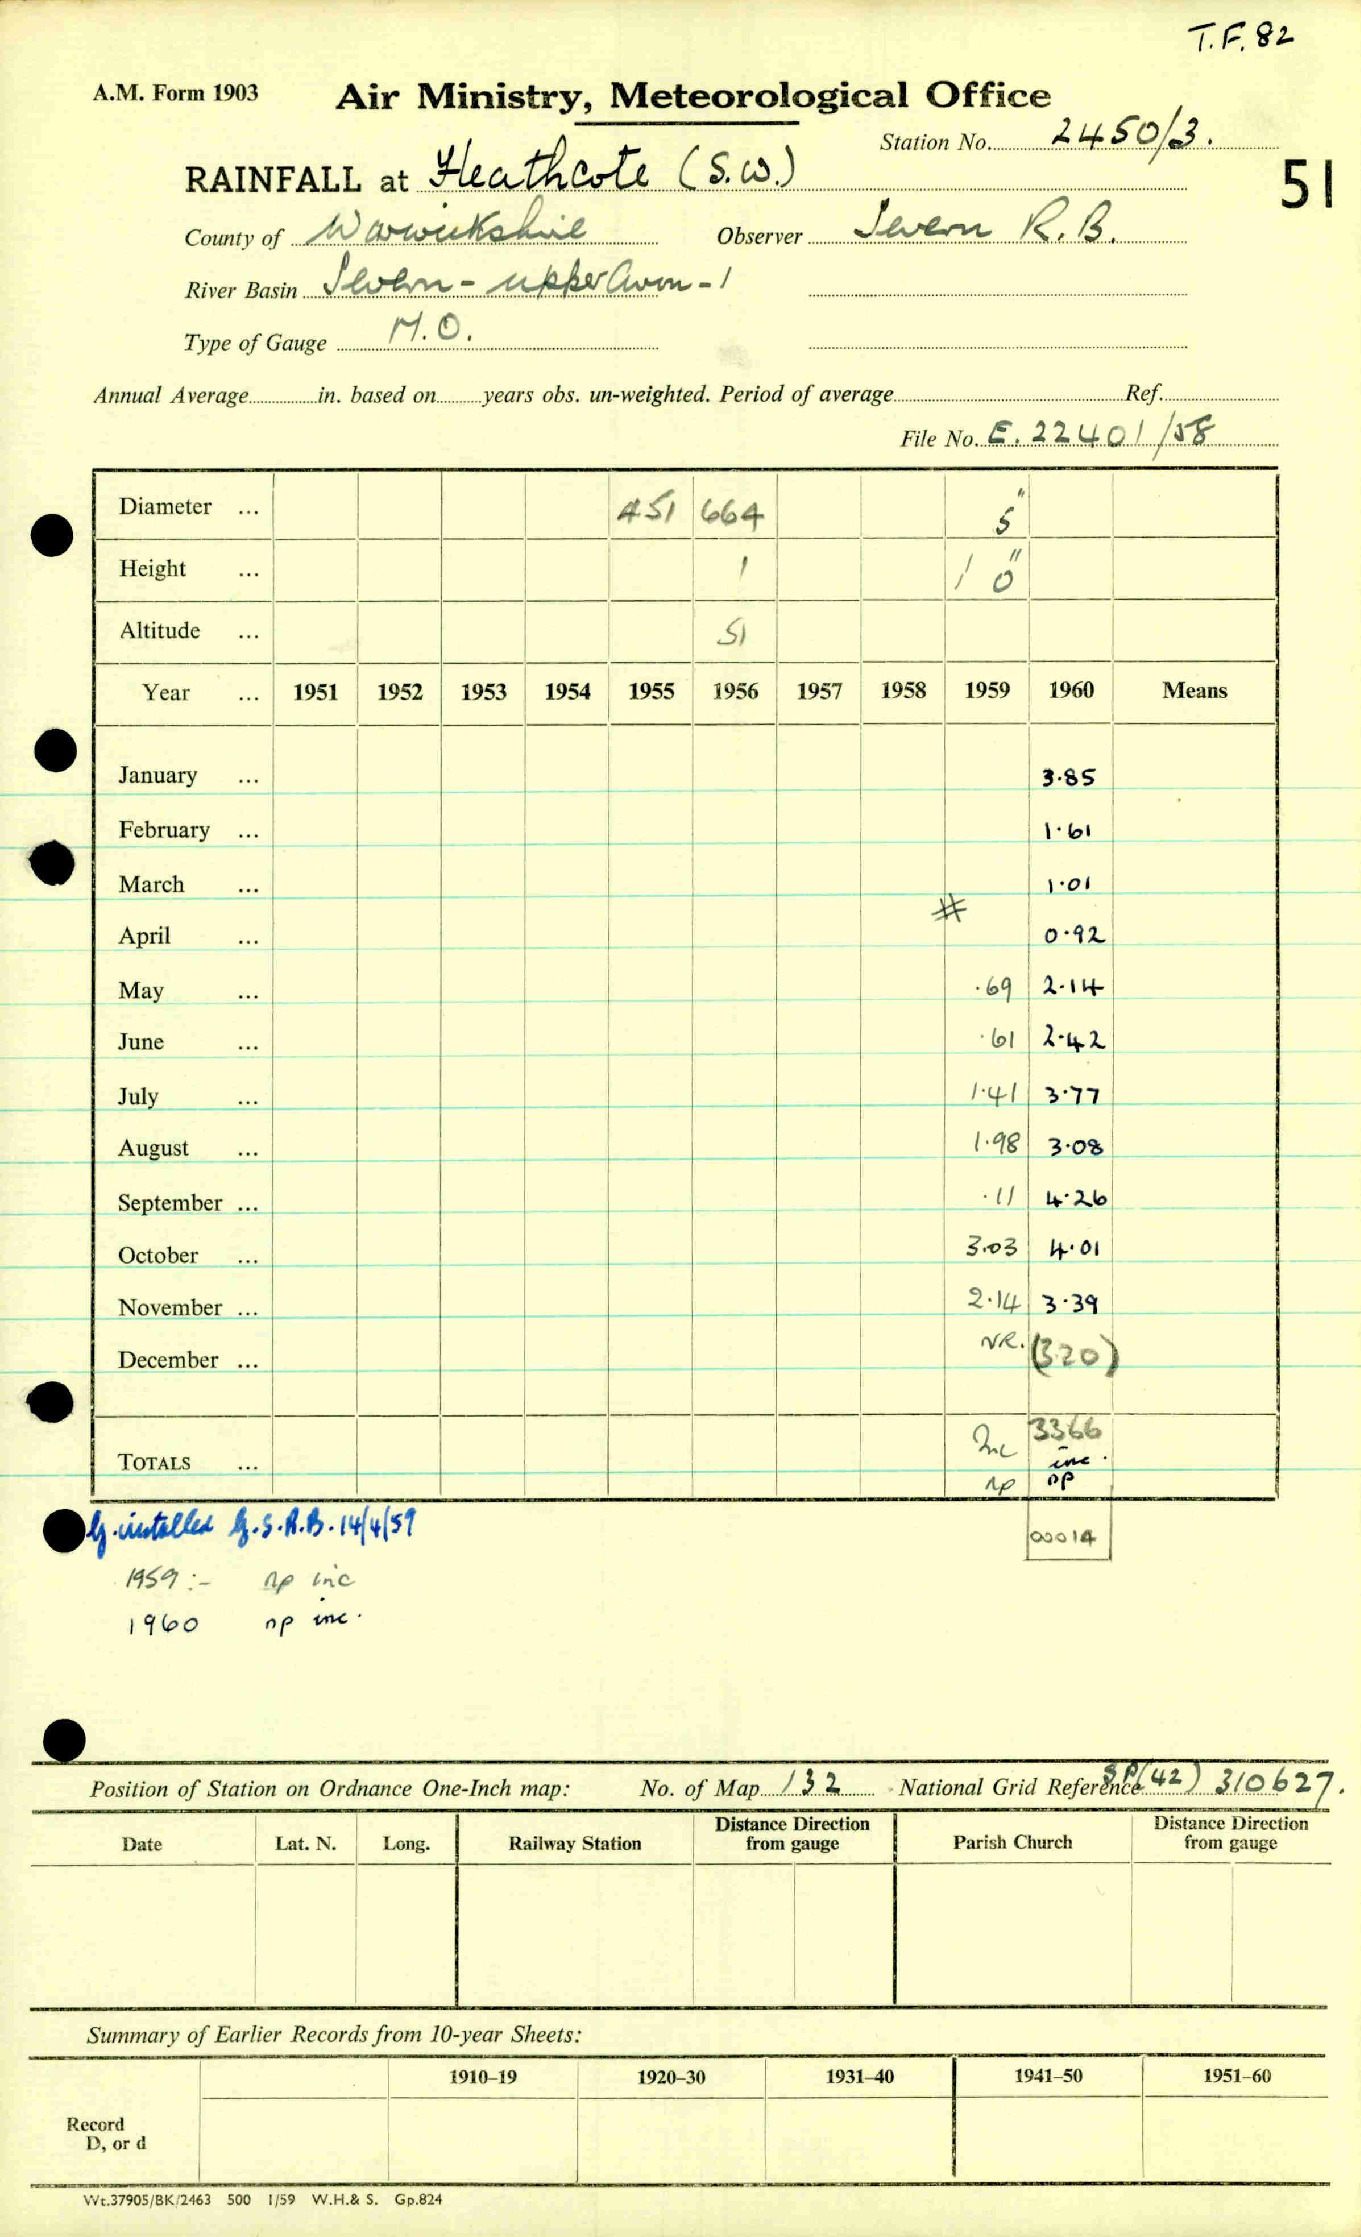 T.F. 82
A.M. Form 1903 Air Ministry, Meteorological Office
Station No. 2450/3.
RAINFALL at Heathcote (S.W.) 51
County of Warwickshire Observer Severn R.B.
River Basin Severn - upper Avon - 1
Type of Gauge M.O.
Annual Average in. based on years obs. un-weighted. Period of average Ref.
File No. E. 22401/58
Diameter ... 451 664 5"
Height ... 1 1 0"
Altitude ... 51
Year ... 1951 1952 1953 1954 1955 1956 1957 1958 1959 1960 Means
January ... 3.85
February ... 1.61
March ... 1.01
#
April ... 0.92
May ... .69 2.14
June ... .61 2.42
July ... 1.41 3.77
August ... 1.98 3.08
September ... .11 4.26
October ... 3.03 4.01
November ... 2.14 3.39
December ... N.R. (3.20)
TOTALS ... Inc 3366
inc.
np np
G. installed G.S.R.B. 14/4/59
00014
1959 :- np inc
1960 np inc.
Position of Station on Ordnance One-Inch map: No. of Map 132 National Grid Reference SP(42) 310627.
Date Lat. N. Long. Railway Station Distance Direction from gauge Parish Church Distance Direction from gauge
Summary of Earlier Records from 10-year Sheets:
1910–19 1920–30 1931–40 1941–50 1951–60
Record
D, or d
Wt.37905/BK/2463 500 1/59 W.H.& S. Gp.824